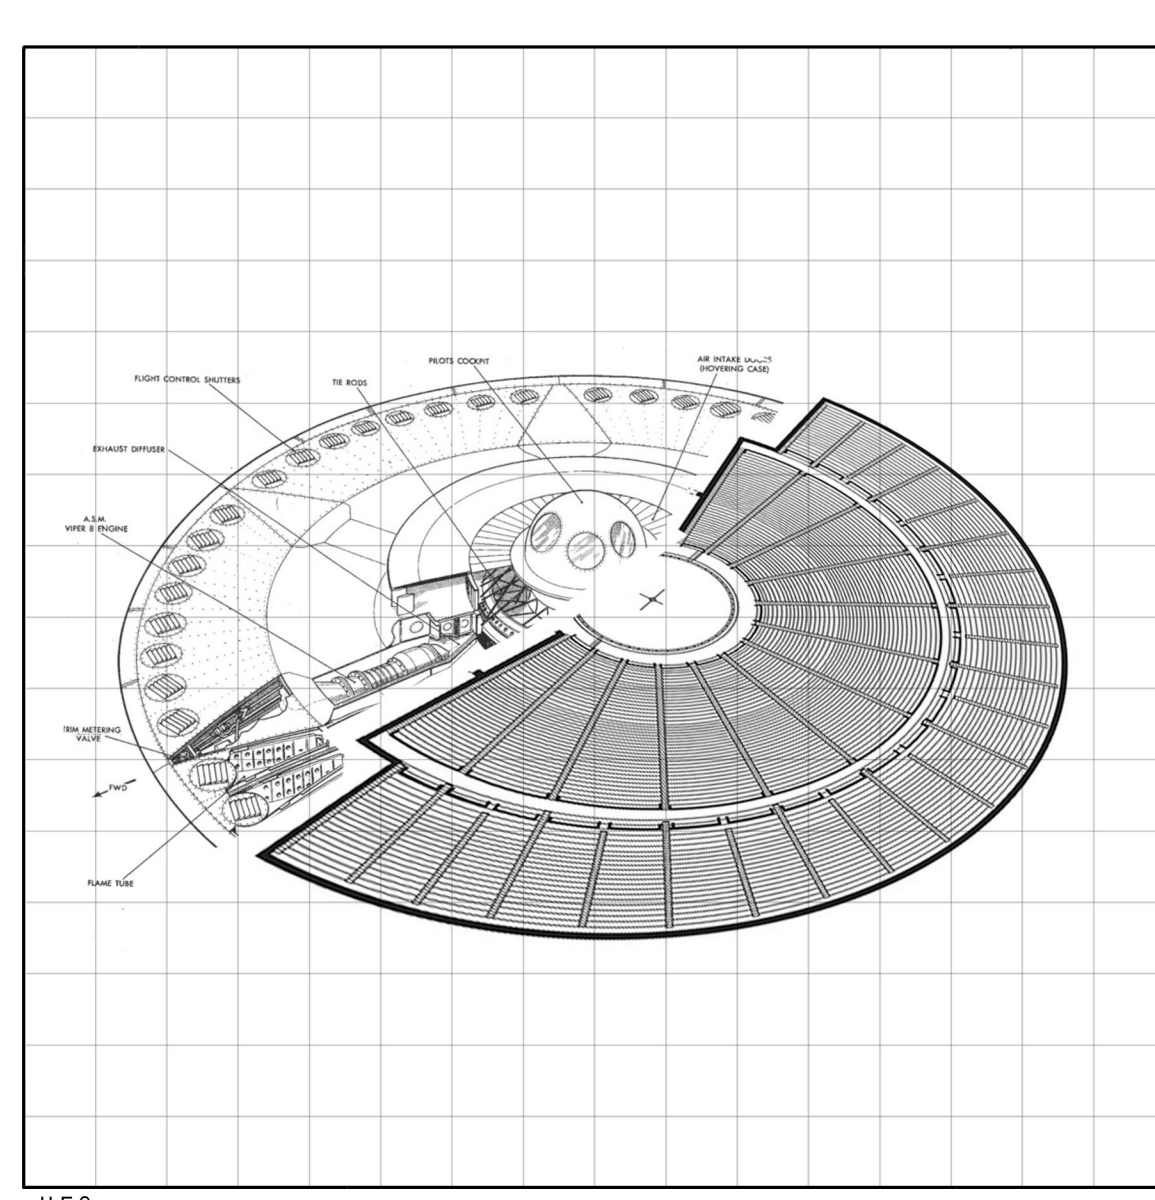 PILOTS COCKPIT
AIR INTAKE
(HOVERING CASE)
FLIGHT CONTROL SHUTTERS
TIE RODS
EXHAUST DIFFUSER
A.S.M.
VIPER 8 ENGINE
TRIM METERING
VALVE
FWD
FLAME TUBE